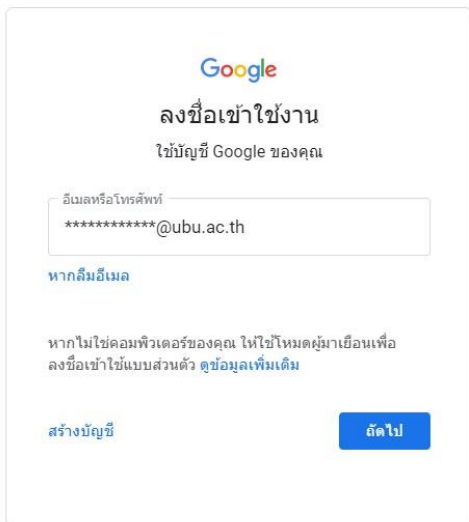 Google
ลงชื่อเข้าใช้งาน
ใช้บัญชี Google ของคุณ
อีเมลหรือโทรศัพท์
************@ubu.ac.th
หากลืมอีเมล
หากไม่ใช่คอมพิวเตอร์ของคุณ ให้ใช้โหมดผู้มาเยือนเพื่อ
ลงชื่อเข้าใช้แบบส่วนตัว ดูข้อมูลเพิ่มเติม
สร้างบัญชี
ถัดไป